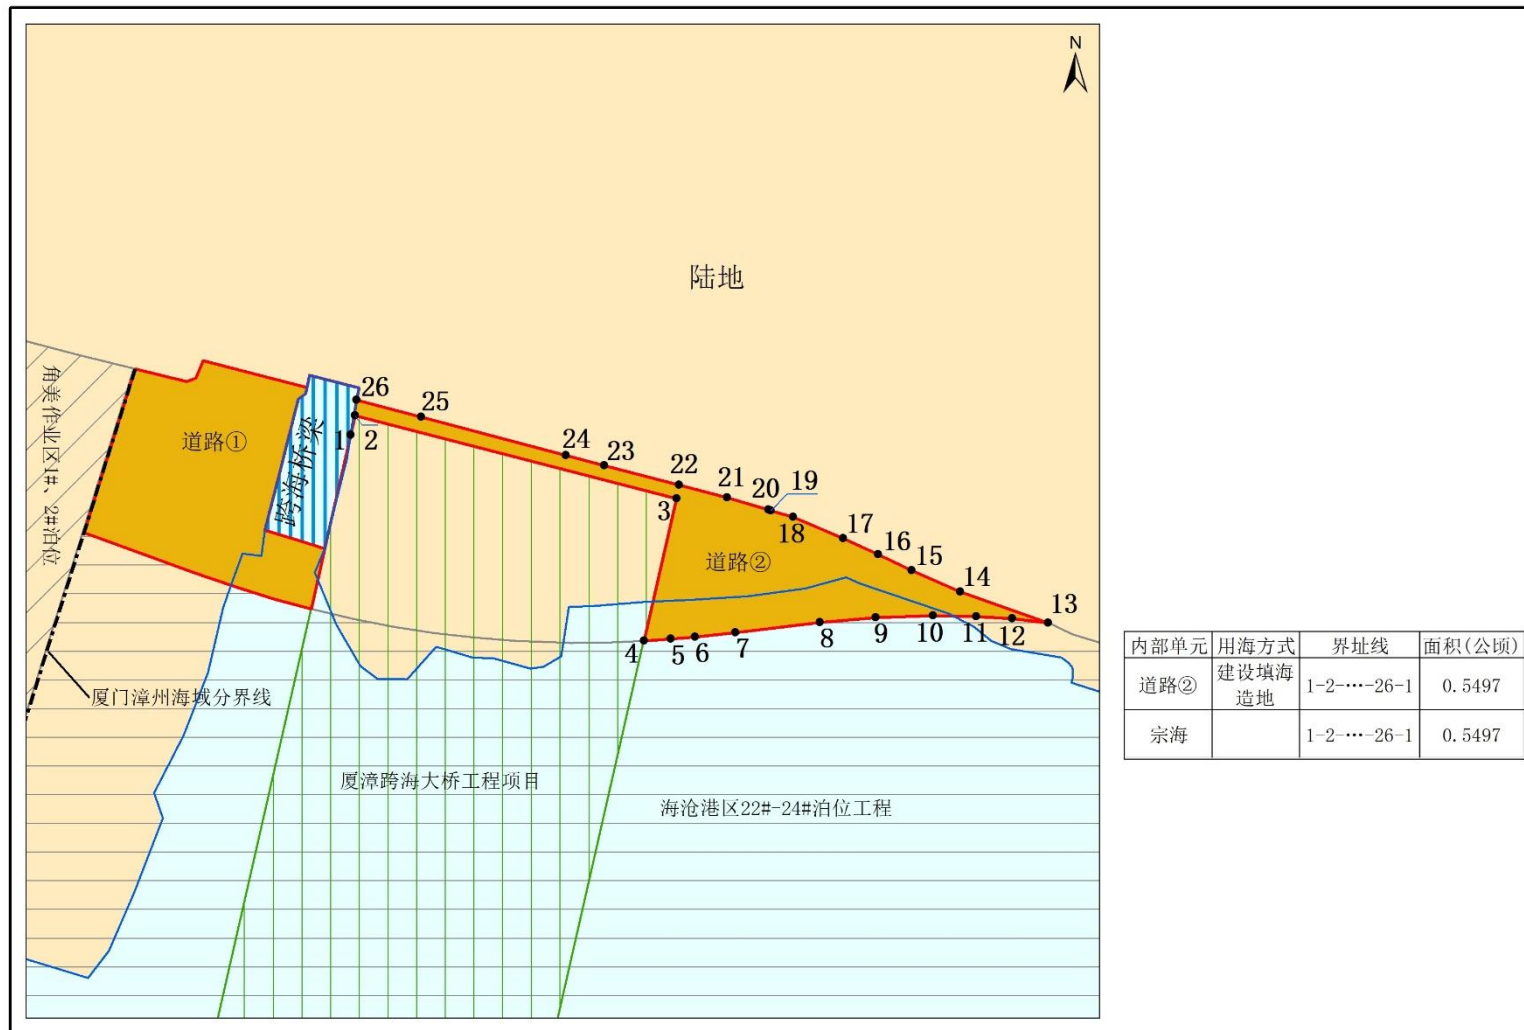 N
陆地
角美作业区1#、2#泊位
道路①
跨海桥梁
26
25
1
2
24
23
22
21
20
19
3
18
17
16
道路②
15
14
13
4
5
6
7
8
9
10
11
12
厦门漳州海域分界线
厦漳跨海大桥工程项目
海沧港区22#-24#泊位工程
内部单元 用海方式 界址线 面积(公顷)
道路② 建设填海造地 1-2-…-26-1 0.5497
宗海 1-2-…-26-1 0.5497